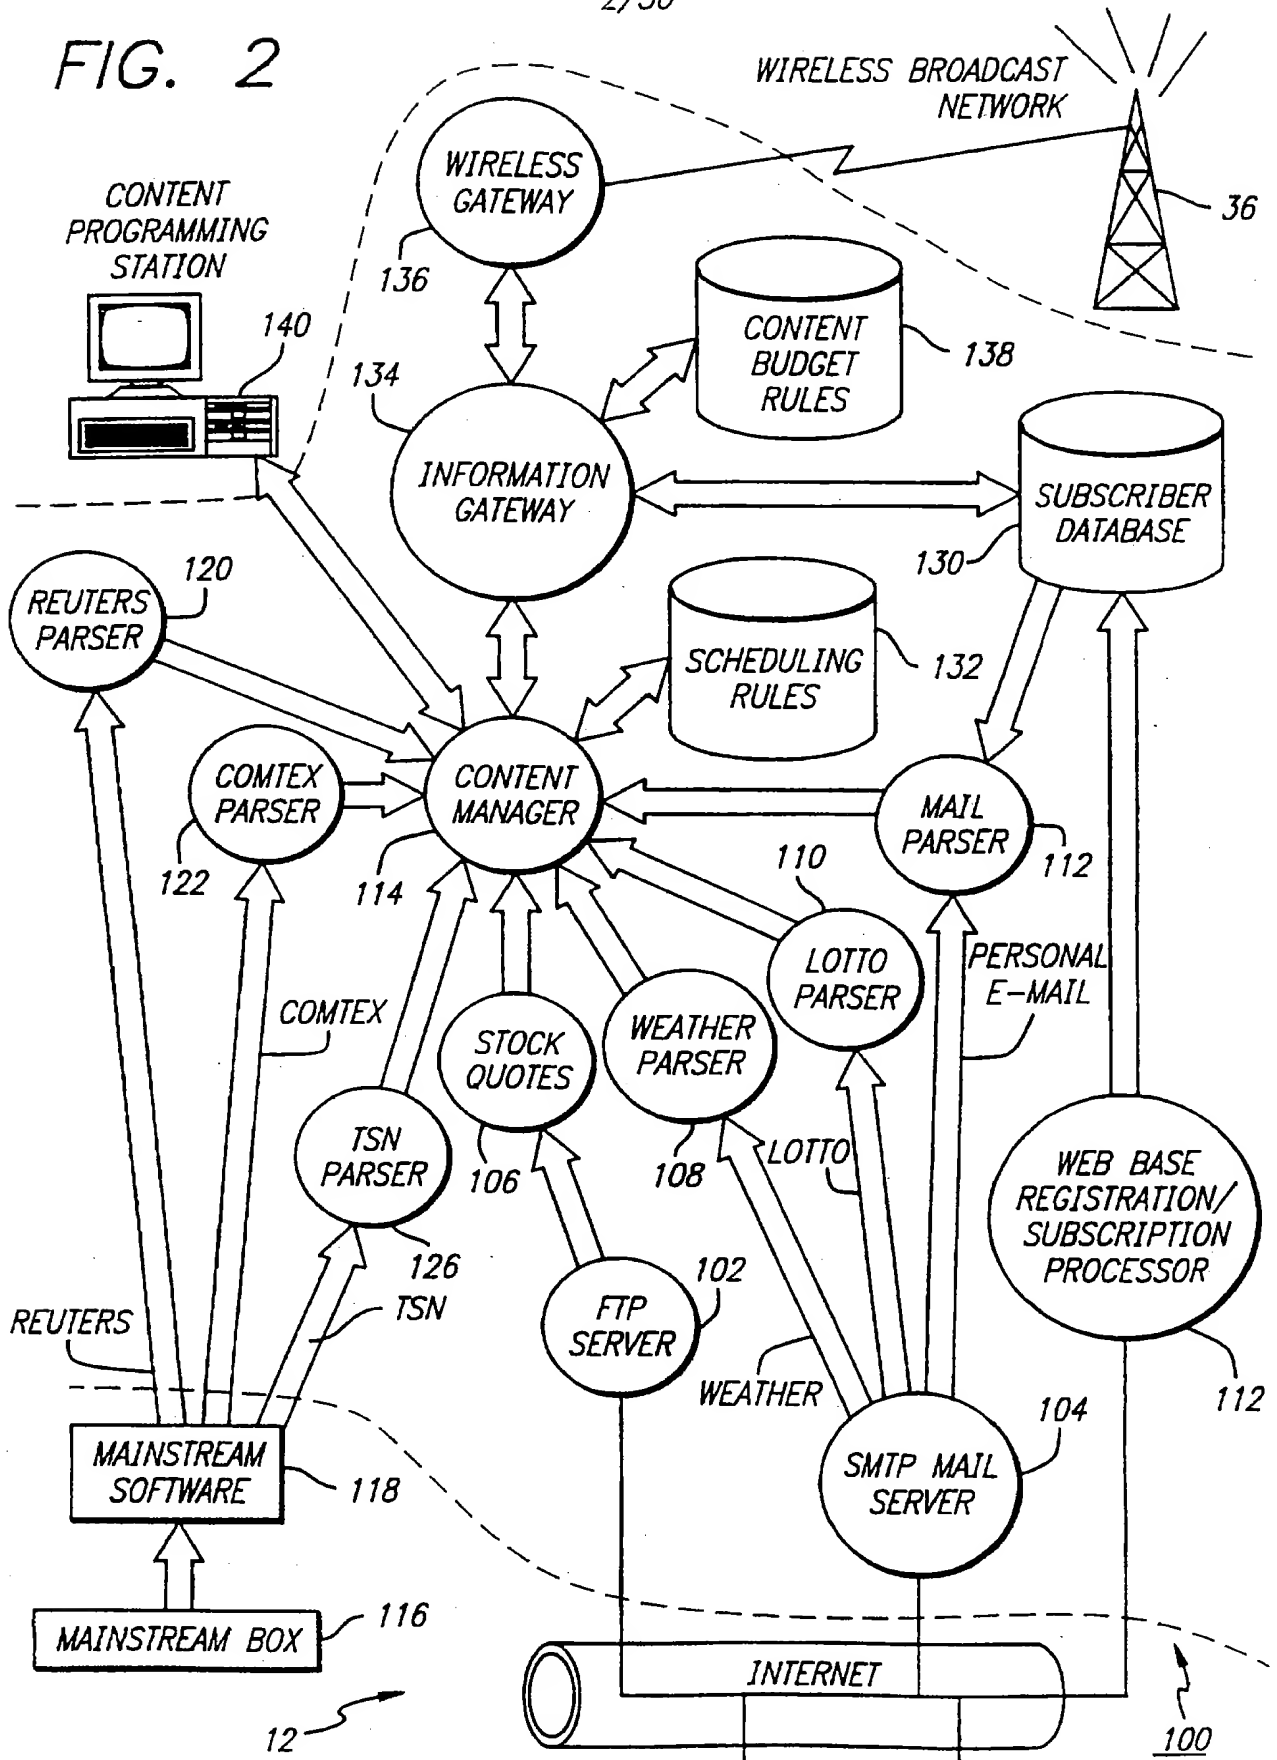 2/30
FIG. 2
WIRELESS BROADCAST
NETWORK
36
WIRELESS
GATEWAY
136
CONTENT
PROGRAMMING
STATION
140
CONTENT
BUDGET
RULES
138
134
INFORMATION
GATEWAY
SUBSCRIBER
DATABASE
130
120
REUTERS
PARSER
SCHEDULING
RULES
132
COMTEX
PARSER
122
CONTENT
MANAGER
114
MAIL
PARSER
112
110
LOTTO
PARSER
PERSONAL
E-MAIL
COMTEX
STOCK
QUOTES
106
WEATHER
PARSER
108
LOTTO
TSN
PARSER
126
TSN
WEB BASE
REGISTRATION/
SUBSCRIPTION
PROCESSOR
112
102
FTP
SERVER
REUTERS
WEATHER
104
SMTP MAIL
SERVER
MAINSTREAM
SOFTWARE
118
116
MAINSTREAM BOX
INTERNET
12
100